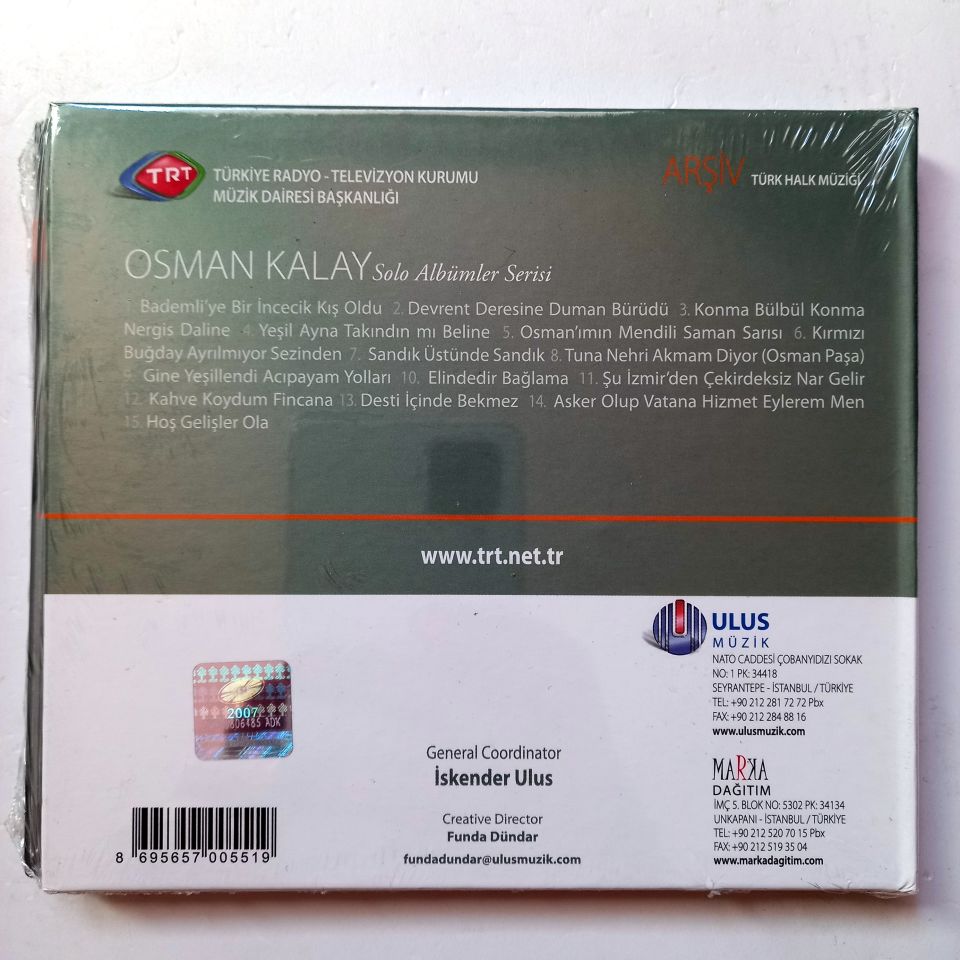 TRT
TÜRKİYE RADYO - TELEVİZYON KURUMU
MÜZİK DAİRESİ BAŞKANLIĞI
ARŞİV TÜRK HALK MÜZİĞİ
OSMAN KALAY Solo Albümler Serisi
1. Bademli'ye Bir İncecik Kış Oldu 2. Devrent Deresine Duman Bürüdü 3. Konma Bülbül Konma
Nergis Daline 4. Yeşil Ayna Takındın mı Beline 5. Osman'ımın Mendili Saman Sarısı 6. Kırmızı
Buğday Ayrılmıyor Sezinden 7. Sandık Üstünde Sandık 8. Tuna Nehri Akmam Diyor (Osman Paşa)
9. Gine Yeşillendi Acıpayam Yolları 10. Elindedir Bağlama 11. Şu İzmir'den Çekirdeksiz Nar Gelir
12. Kahve Koydum Fincana 13. Desti İçinde Bekmez 14. Asker Olup Vatana Hizmet Eylerem Men
15. Hoş Gelişler Ola
www.trt.net.tr
ULUS
MÜZİK
NATO CADDESİ ÇOBANYIDIZI SOKAK
NO: 1 PK: 34418
SEYRANTEPE - İSTANBUL / TÜRKİYE
TEL: +90 212 281 72 72 Pbx
FAX: +90 212 284 88 16
www.ulusmuzik.com
MARKA
DAĞITIM
İMÇ 5. BLOK NO: 5302 PK: 34134
UNKAPANI - İSTANBUL / TÜRKİYE
TEL: +90 212 520 70 15 Pbx
FAX: +90 212 519 35 04
www.markadagitim.com
2007
General Coordinator
İskender Ulus
Creative Director
Funda Dündar
fundadundar@ulusmuzik.com
8 695657 005519